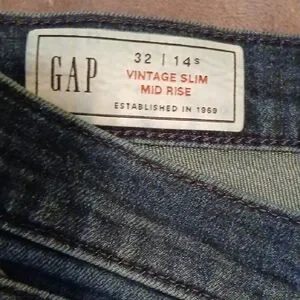 GAP
32 | 14s
VINTAGE SLIM
MID RISE
ESTABLISHED IN 1969